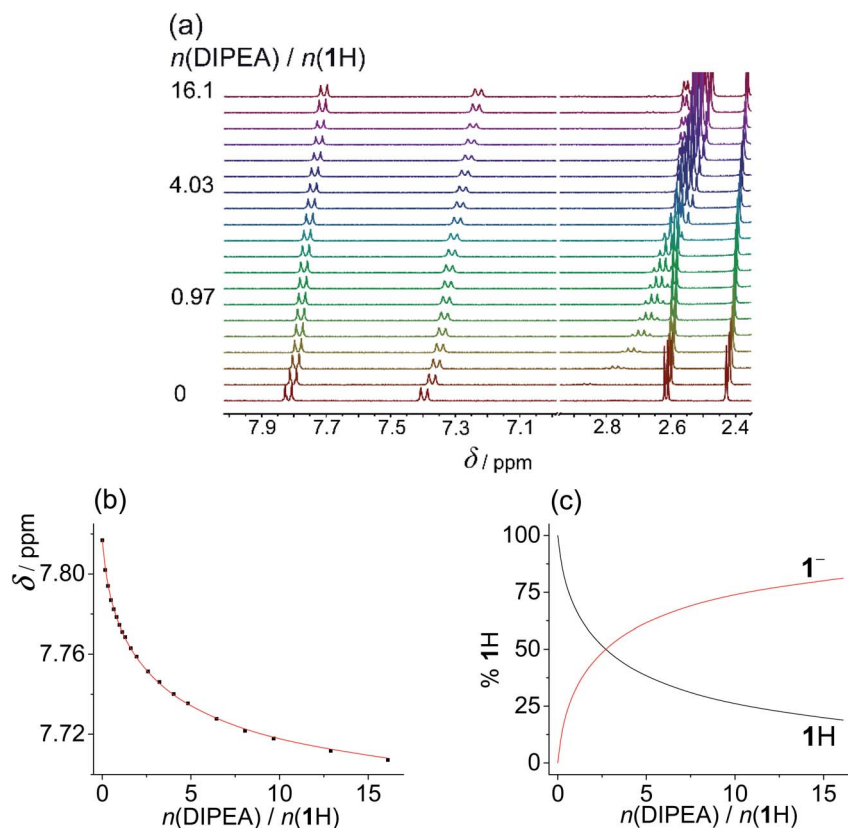 (a)
n(DIPEA) / n(1H)
16.1
4.03
0.97
0
7.9 7.7 7.3 7.1 2.8 2.6 2.4
δ / ppm
(b)
δ / ppm
7.80
7.76
7.72
0 5 10 15
n(DIPEA) / n(1H)
(c)
% 1H
100
75
50
25
0
1⁻
1H
0 5 10 15
n(DIPEA) / n(1H)